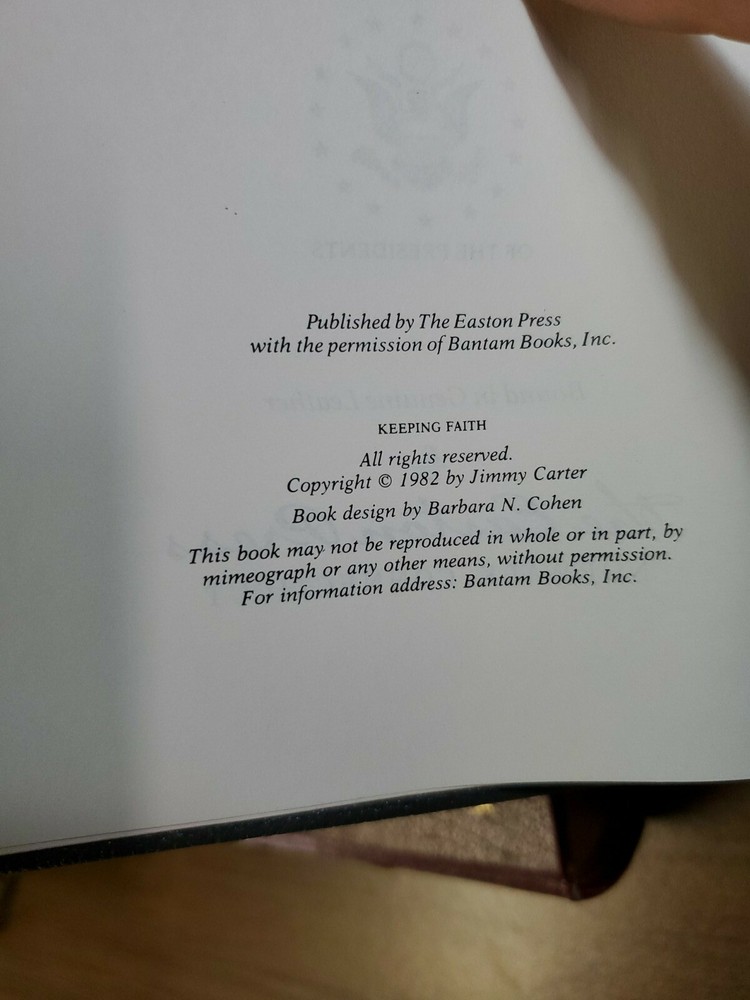 Published by The Easton Press
with the permission of Bantam Books, Inc.
KEEPING FAITH
All rights reserved.
Copyright © 1982 by Jimmy Carter
Book design by Barbara N. Cohen
This book may not be reproduced in whole or in part, by
mimeograph or any other means, without permission.
For information address: Bantam Books, Inc.